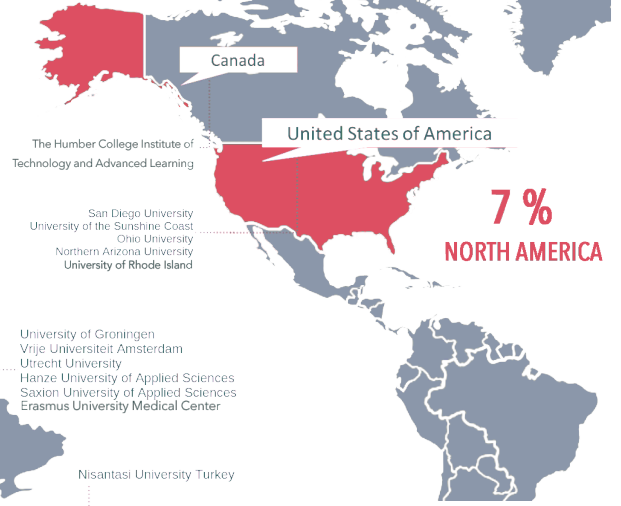 Canada
United States of America
The Humber College Institute of
Technology and Advanced Learning
San Diego University
University of the Sunshine Coast
Ohio University
Northern Arizona University
University of Rhode Island
7 %
NORTH AMERICA
University of Groningen
Vrije Universiteit Amsterdam
Utrecht University
Hanze University of Applied Sciences
Saxion University of Applied Sciences
Erasmus University Medical Center
Nisantasi University Turkey